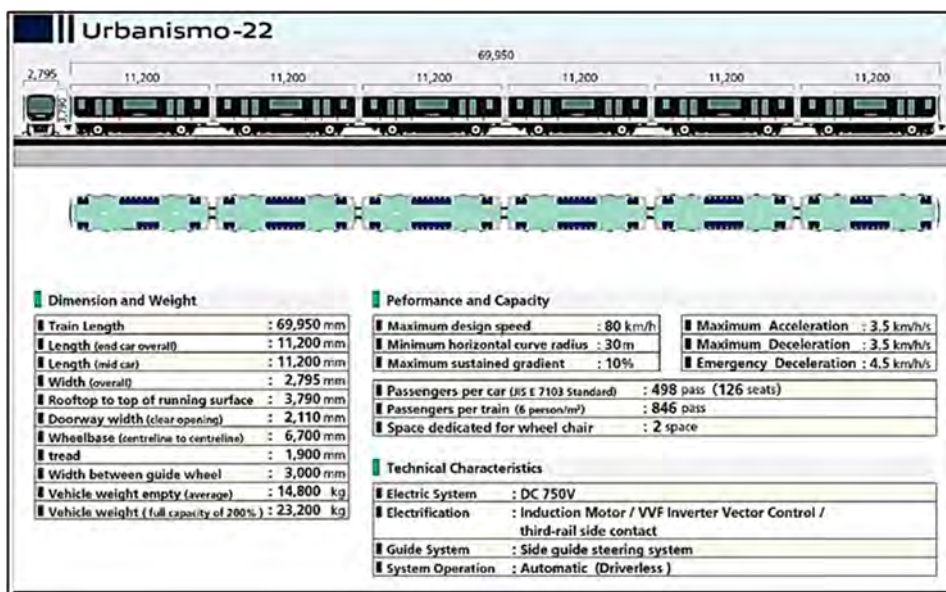 Urbanismo-22
69,950
2,795 11,200 11,200 11,200 11,200 11,200 11,200
3,790
Dimension and Weight
Train Length : 69,950 mm
Length (end car overall) : 11,200 mm
Length (mid car) : 11,200 mm
Width (overall) : 2,795 mm
Rooftop to top of running surface : 3,790 mm
Doorway width (clear opening) : 2,110 mm
Wheelbase (centreline to centreline) : 6,700 mm
tread : 1,900 mm
Width between guide wheel : 3,000 mm
Vehicle weight empty (average) : 14,800 kg
Vehicle weight (full capacity of 200%) : 23,200 kg
Peformance and Capacity
Maximum design speed : 80 km/h
Minimum horizontal curve radius : 30 m
Maximum sustained gradient : 10%
Maximum Acceleration : 3.5 km/h/s
Maximum Deceleration : 3.5 km/h/s
Emergency Deceleration : 4.5 km/h/s
Passengers per car (JIS E 7103 Standard) : 498 pass (126 seats)
Passengers per train (6 person/m²) : 846 pass
Space dedicated for wheel chair : 2 space
Technical Characteristics
Electric System : DC 750V
Electrification : Induction Motor / VVF Inverter Vector Control /
third-rail side contact
Guide System : Side guide steering system
System Operation : Automatic (Driverless )